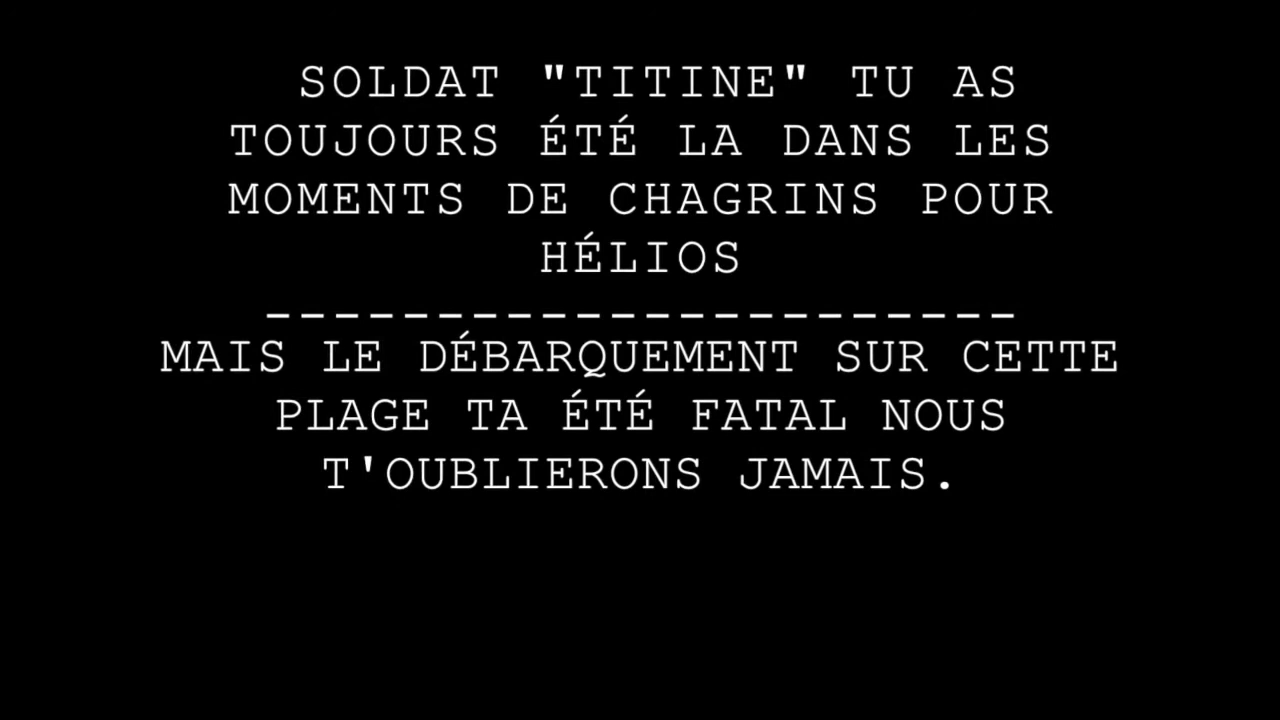 SOLDAT "TITINE" TU AS
TOUJOURS ÉTÉ LA DANS LES
MOMENTS DE CHAGRINS POUR
HÉLIOS
------------------------
MAIS LE DÉBARQUEMENT SUR CETTE
PLAGE TA ÉTÉ FATAL NOUS
T'OUBLIERONS JAMAIS.